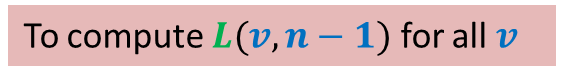 To compute L(v, n − 1) for all v